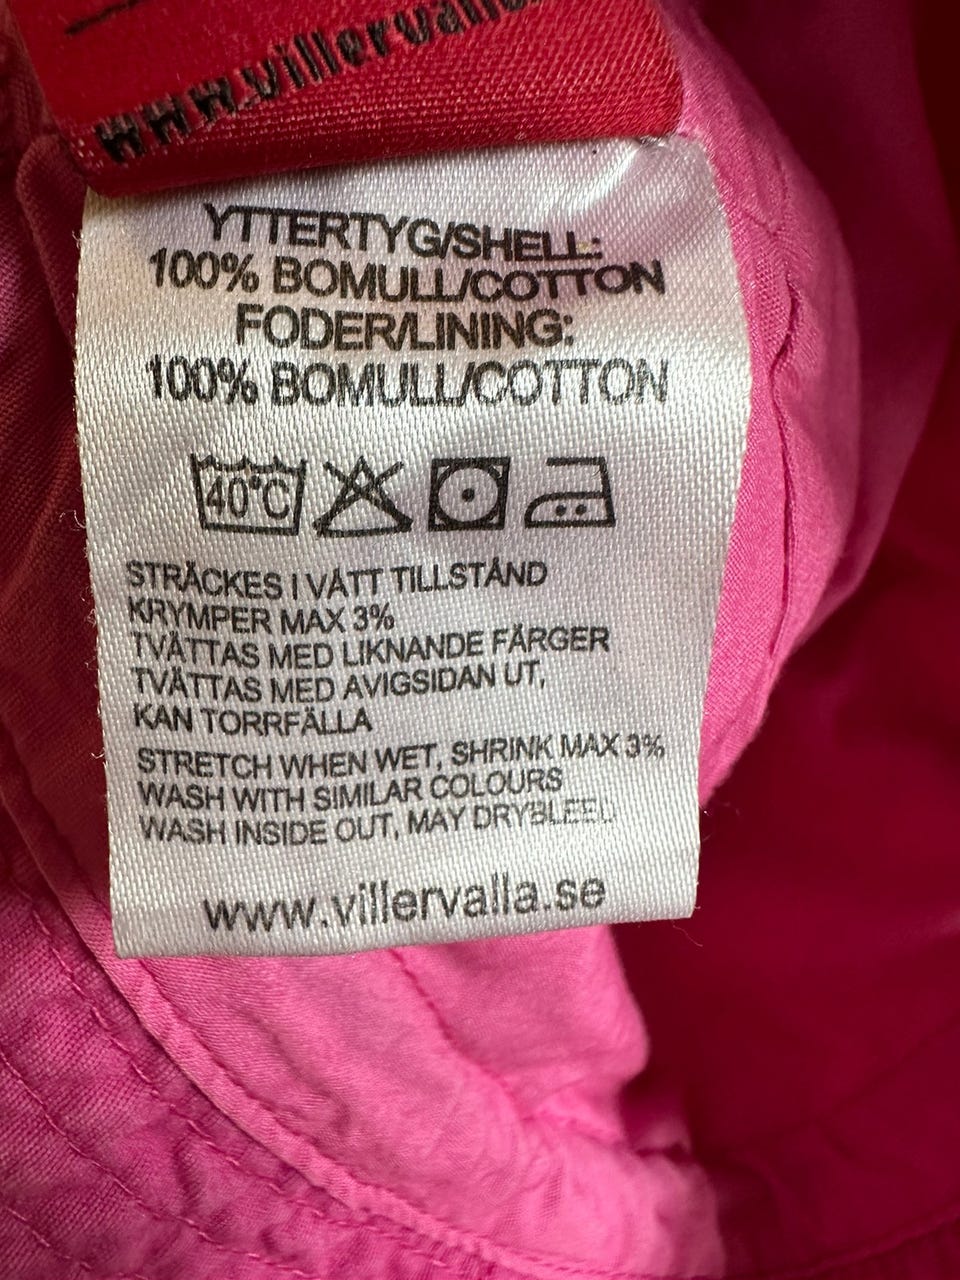 www.villervalla
YTTERTYG/SHELL:
100% BOMULL/COTTON
FODER/LINING:
100% BOMULL/COTTON
40°C
STRÄCKES I VÅTT TILLSTÅND
KRYMPER MAX 3%
TVÄTTAS MED LIKNANDE FÄRGER
TVÄTTAS MED AVIGSIDAN UT,
KAN TORRFÄLLA
STRETCH WHEN WET, SHRINK MAX 3%
WASH WITH SIMILAR COLOURS
WASH INSIDE OUT, MAY DRYBLEED
www.villervalla.se